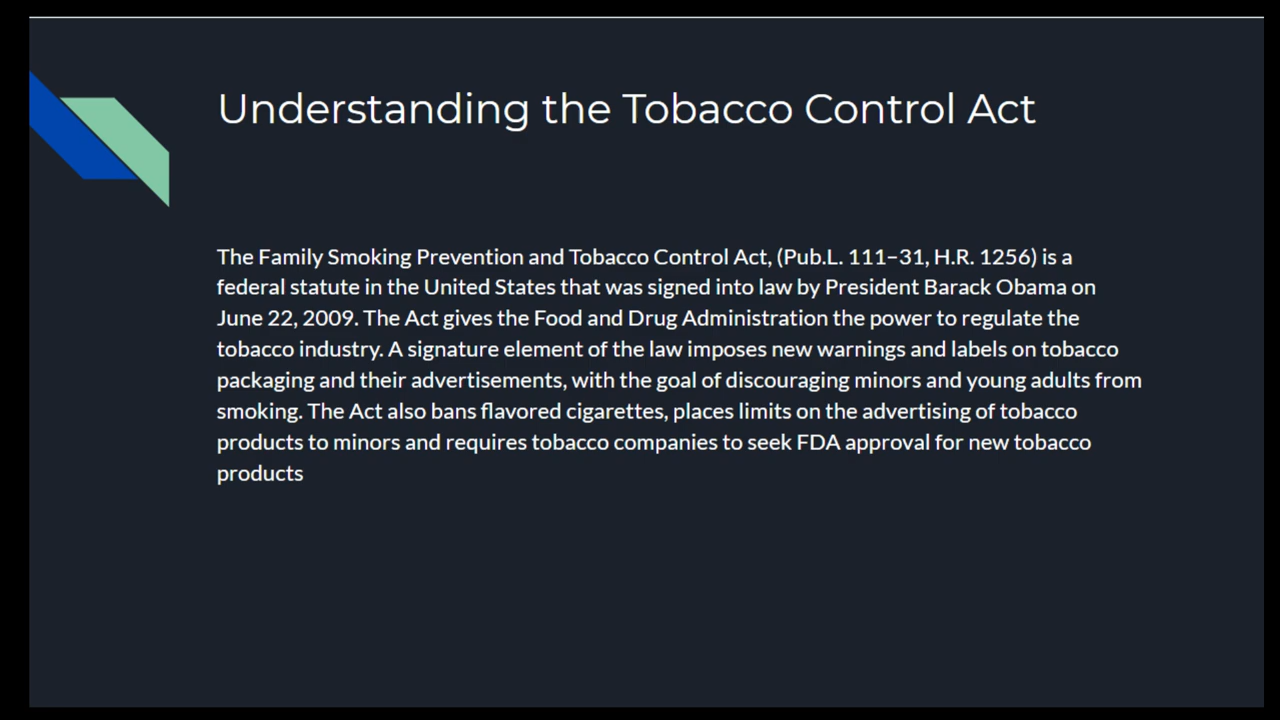 Understanding the Tobacco Control Act
The Family Smoking Prevention and Tobacco Control Act, (Pub.L. 111–31, H.R. 1256) is a
federal statute in the United States that was signed into law by President Barack Obama on
June 22, 2009. The Act gives the Food and Drug Administration the power to regulate the
tobacco industry. A signature element of the law imposes new warnings and labels on tobacco
packaging and their advertisements, with the goal of discouraging minors and young adults from
smoking. The Act also bans flavored cigarettes, places limits on the advertising of tobacco
products to minors and requires tobacco companies to seek FDA approval for new tobacco
products